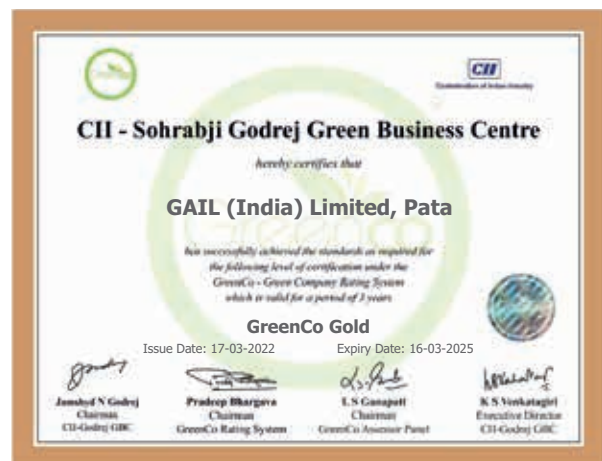 CII
Confederation of Indian Industry
CII - Sohrabji Godrej Green Business Centre
hereby certifies that
GAIL (India) Limited, Pata
has successfully achieved the standards as required for
the following level of certification under the
GreenCo - Green Company Rating System
which is valid for a period of 3 years
GreenCo Gold
Issue Date: 17-03-2022 Expiry Date: 16-03-2025
Jamshyd N Godrej Pradeep Bhargava L S Ganapati K S Venkatagiri
Chairman Chairman Chairman Executive Director
CII-Godrej GBC GreenCo Rating System GreenCo Assessor Panel CII-Godrej GBC